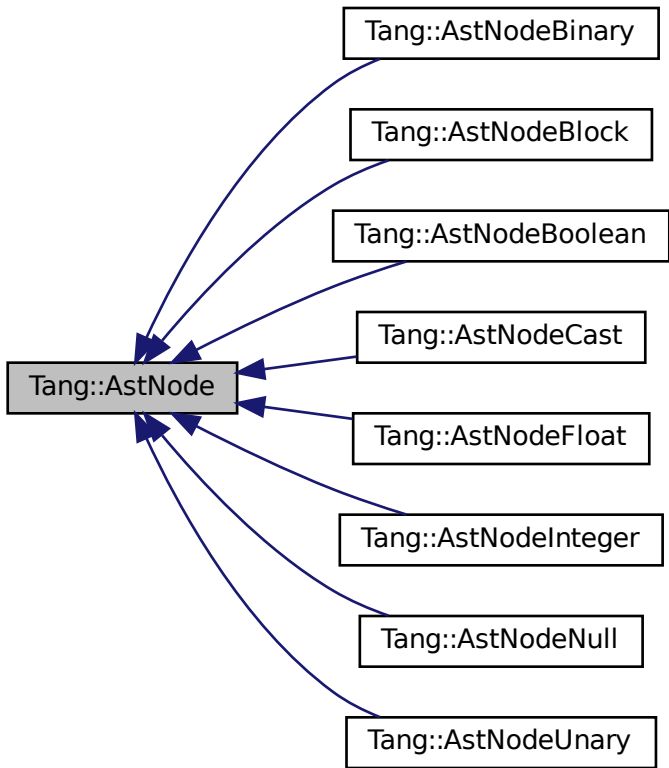 Tang::AstNodeBinary
Tang::AstNodeBlock
Tang::AstNodeBoolean
Tang::AstNodeCast
Tang::AstNode
Tang::AstNodeFloat
Tang::AstNodeInteger
Tang::AstNodeNull
Tang::AstNodeUnary